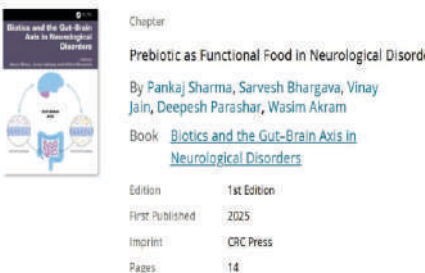 Biotics and the Gut-Brain
Axis in Neurological
Disorders
Chapter
Prebiotic as Functional Food in Neurological Disorde
By Pankaj Sharma, Sarvesh Bhargava, Vinay
Jain, Deepesh Parashar, Wasim Akram
Book Biotics and the Gut–Brain Axis in
Neurological Disorders
Edition 1st Edition
First Published 2025
Imprint CRC Press
Pages 14